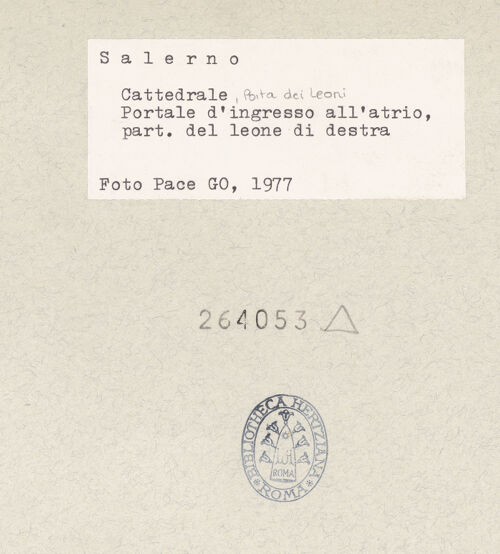 Salerno
Cattedrale, Porta dei Leoni
Portale d'ingresso all'atrio,
part. del leone di destra
Foto Pace GO, 1977
264053
BIBLIOTHECA HERTZIANA
ROMA
ROMA